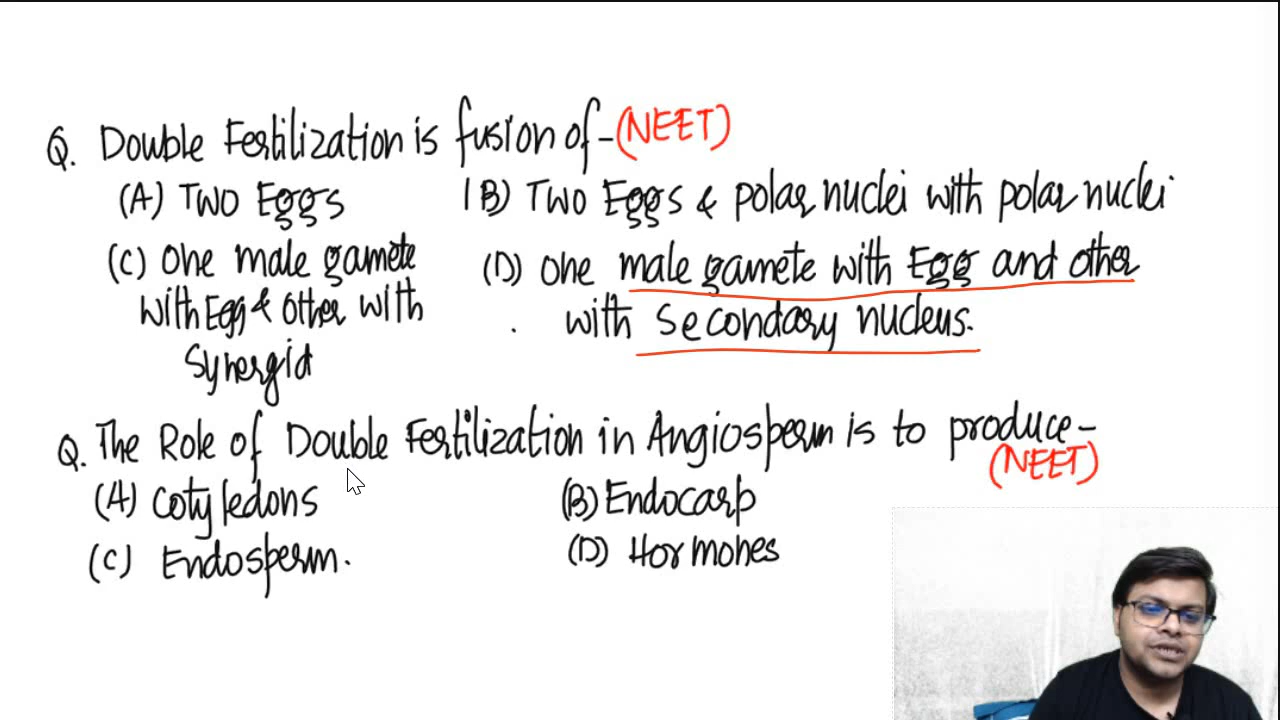 Q. Double Fertilization is fusion of - (NEET)
(A) Two Eggs (B) Two Eggs & polar nuclei with polar nuclei
(C) One male gamete (D) One male gamete with Egg and other
with Egg & other with with Secondary nucleus.
Synergid
Q. The Role of Double Fertilization in Angiosperm is to produce -
(NEET)
(A) Cotyledons (B) Endocarp
(C) Endosperm. (D) Hormones